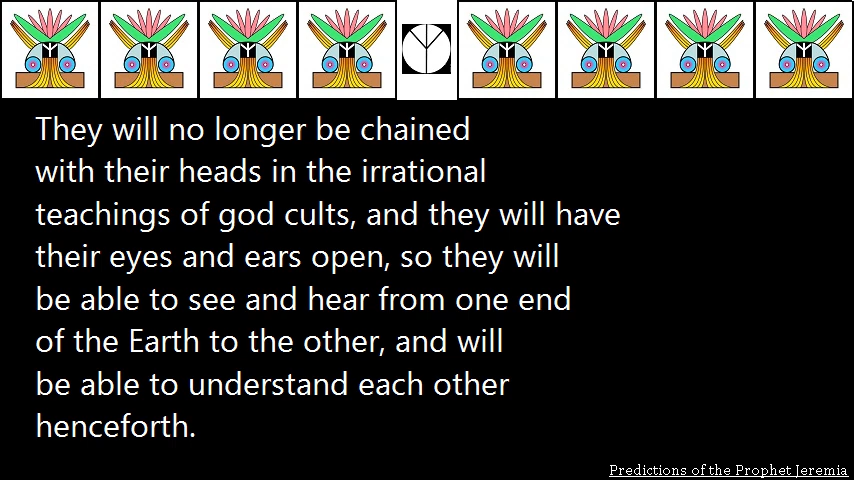 They will no longer be chained
with their heads in the irrational
teachings of god cults, and they will have
their eyes and ears open, so they will
be able to see and hear from one end
of the Earth to the other, and will
be able to understand each other
henceforth.
Predictions of the Prophet Jeremia